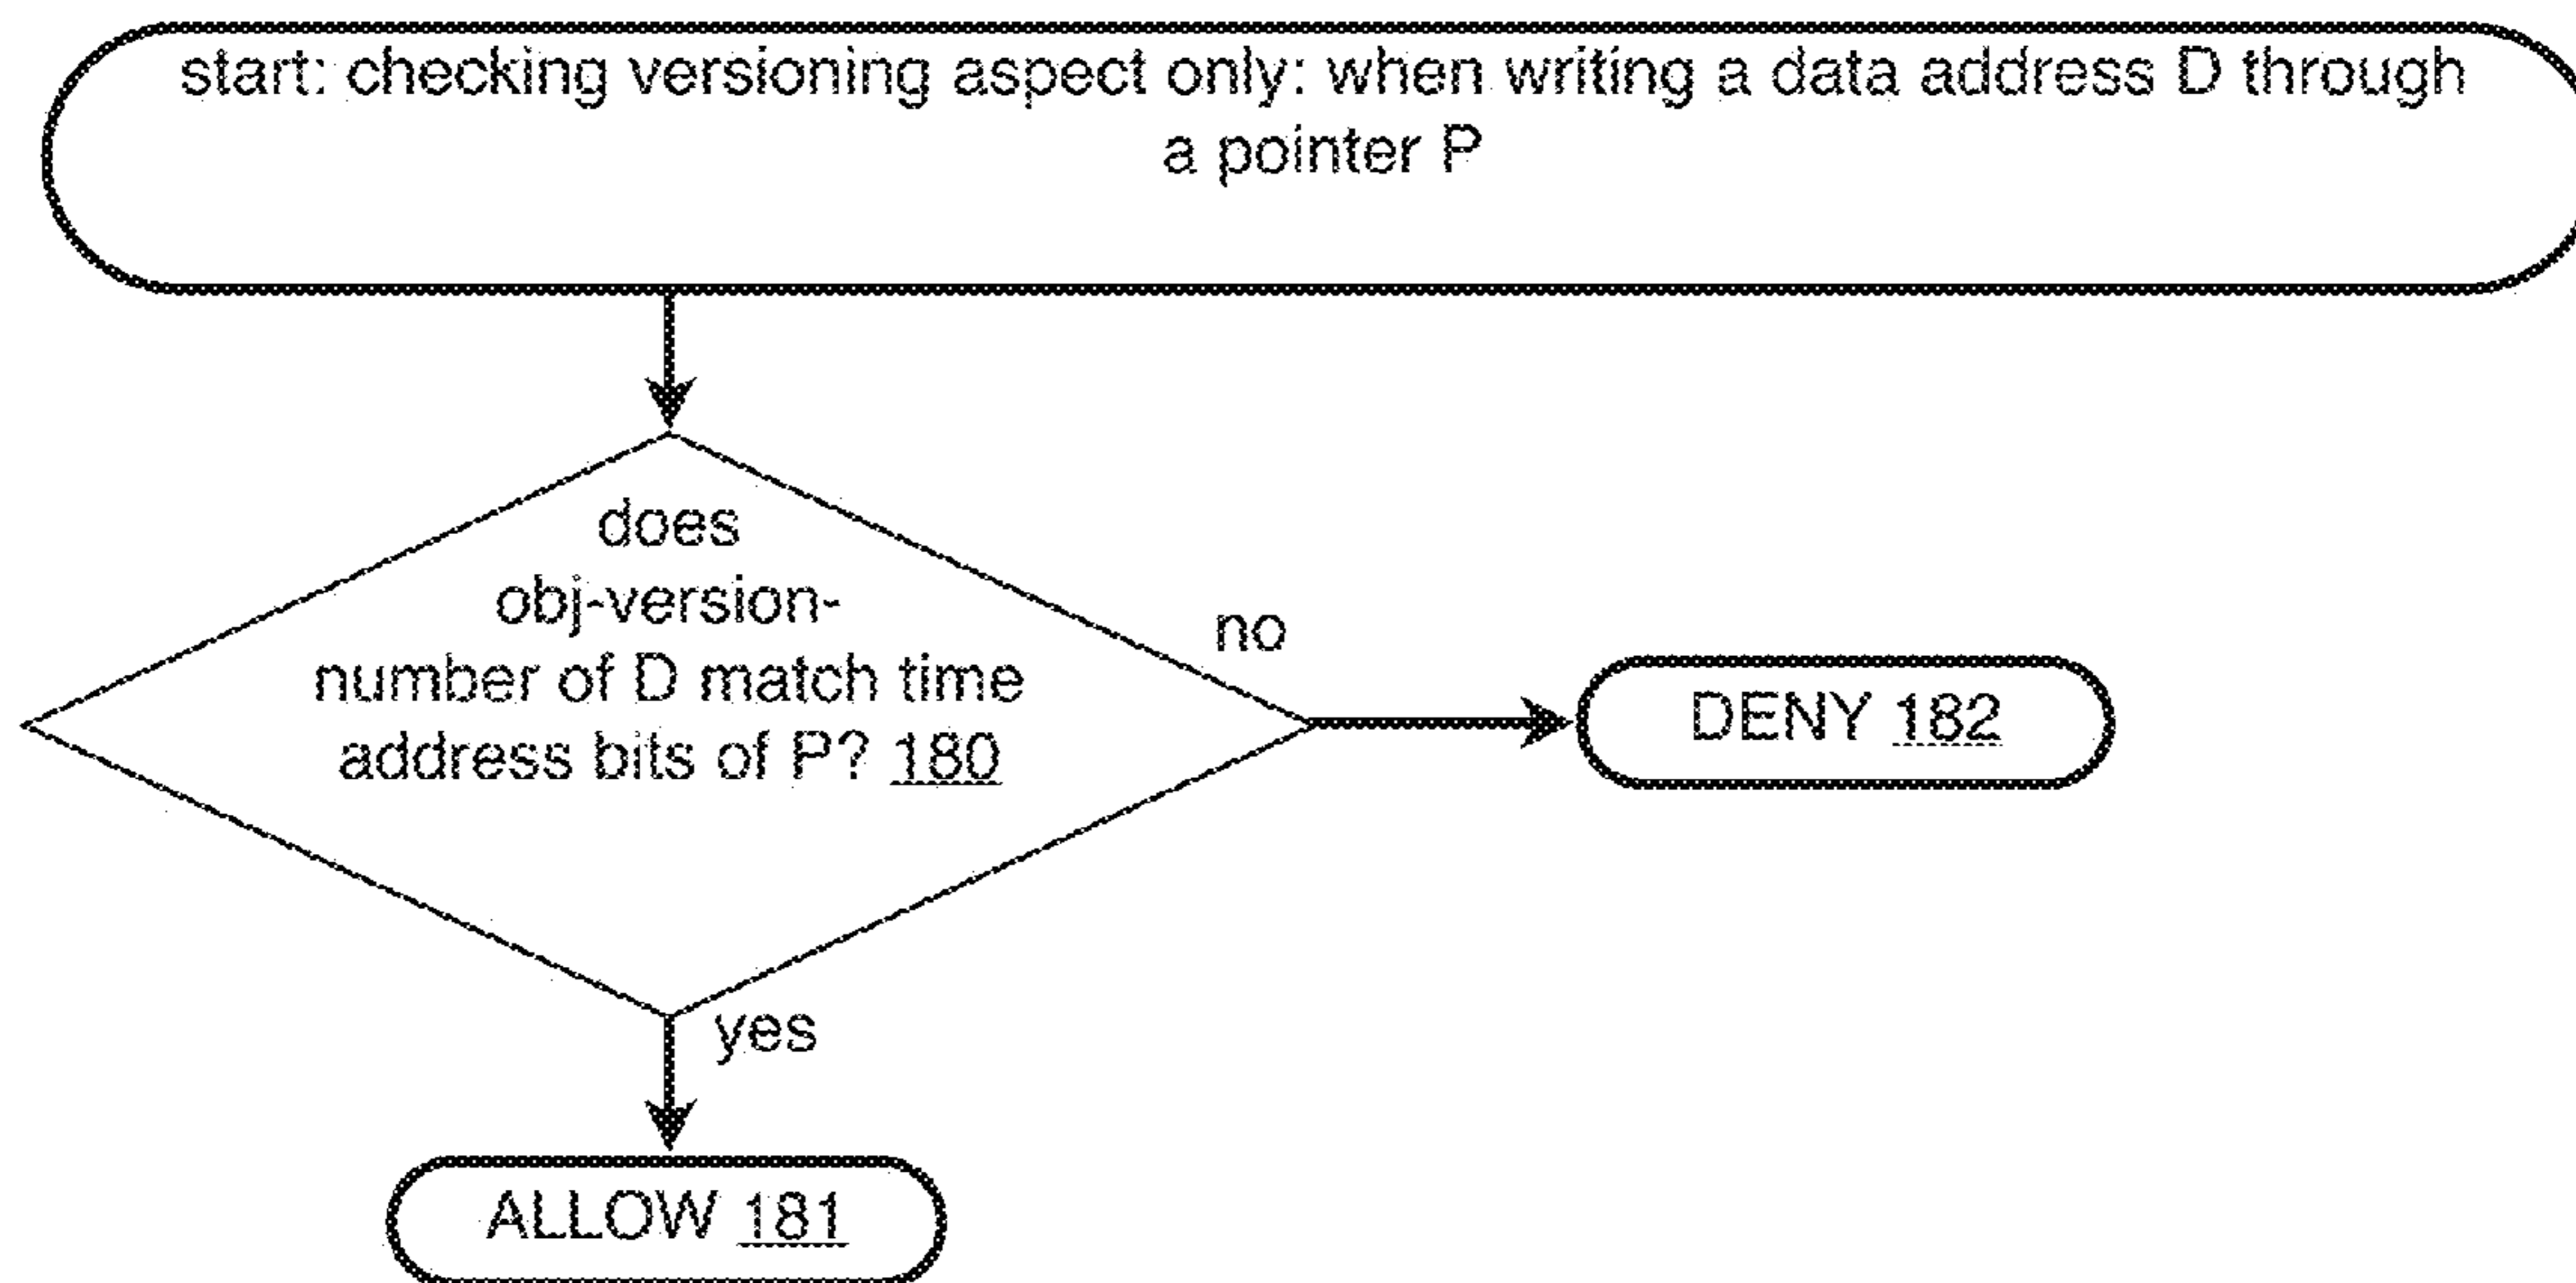 start: checking versioning aspect only: when writing a data address D through
a pointer P
does
obj-version-
number of D match time
address bits of P? 180
no
DENY 182
yes
ALLOW 181